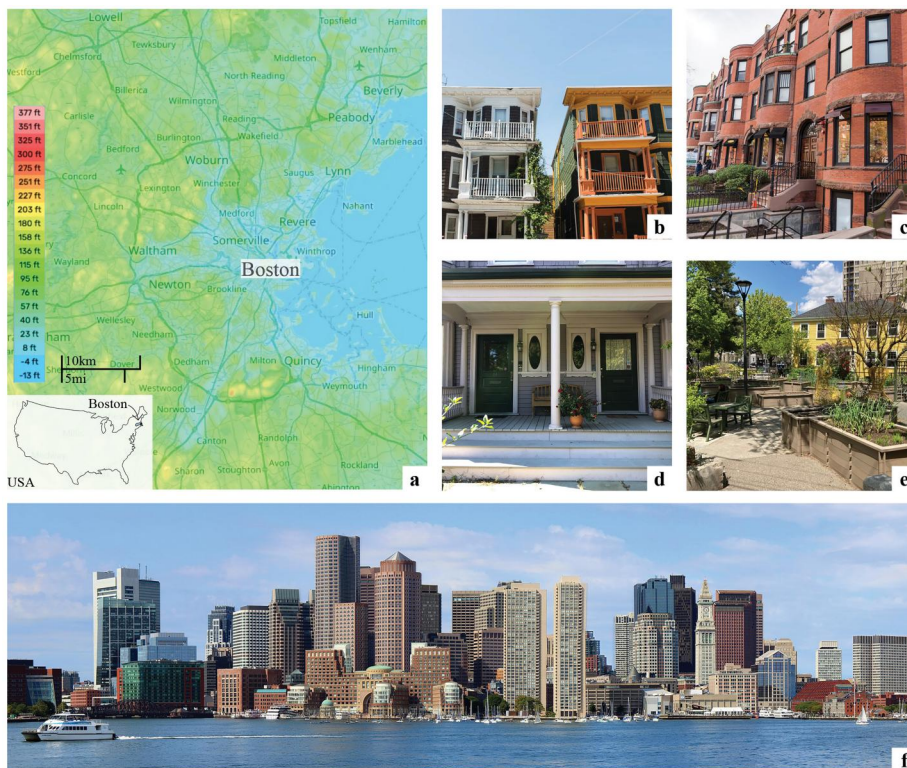 Lowell
Topsfield
Hamilton
Tewksbury
Chelmsford
Middleton
Wenham
Westford
North Reading
Beverly
Billerica
Wilmington
Peabody
Carlisle
Reading
Wakefield
Marblehead
Burlington
Bedford
Woburn
Lynn
Concord
Lexington
Winchester
Saugus
Lincoln
Medford
Revere
Nahant
Somerville
Winthrop
Waltham
Wayland
Boston
Newton
Brookline
Hull
Wellesley
Needham
Hingham
Dover
Dedham
Milton
Quincy
Westwood
Weymouth
Norwood
Canton
Randolph
Sharon
Stoughton
Avon
Rockland
Abington
377 ft
351 ft
325 ft
300 ft
275 ft
251 ft
227 ft
203 ft
180 ft
158 ft
136 ft
115 ft
95 ft
76 ft
57 ft
40 ft
23 ft
8 ft
-4 ft
-13 ft
10km
5mi
Boston
USA
a
b
c
d
e
f